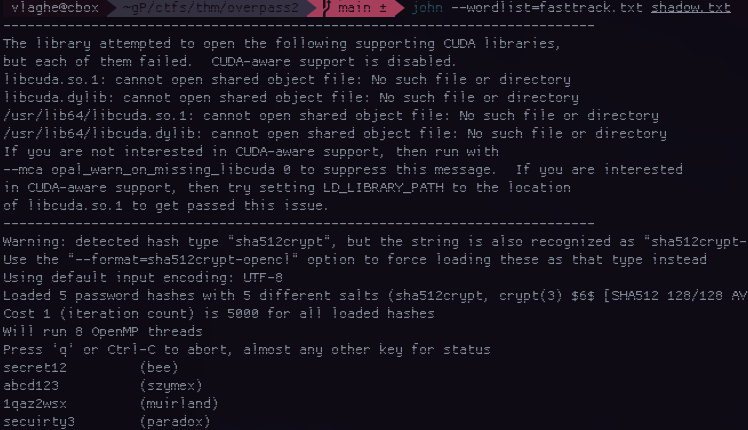 vlaghe@cbox ~gP/ctfs/thm/overpass2 main ± john --wordlist=fasttrack.txt shadow.txt
--------------------------------------------------------------------------
The library attempted to open the following supporting CUDA libraries,
but each of them failed.  CUDA-aware support is disabled.
libcuda.so.1: cannot open shared object file: No such file or directory
libcuda.dylib: cannot open shared object file: No such file or directory
/usr/lib64/libcuda.so.1: cannot open shared object file: No such file or directory
/usr/lib64/libcuda.dylib: cannot open shared object file: No such file or directory
If you are not interested in CUDA-aware support, then run with
--mca opal_warn_on_missing_libcuda 0 to suppress this message.  If you are interested
in CUDA-aware support, then try setting LD_LIBRARY_PATH to the location
of libcuda.so.1 to get passed this issue.
--------------------------------------------------------------------------
Warning: detected hash type "sha512crypt", but the string is also recognized as "sha512crypt-
Use the "--format=sha512crypt-opencl" option to force loading these as that type instead
Using default input encoding: UTF-8
Loaded 5 password hashes with 5 different salts (sha512crypt, crypt(3) $6$ [SHA512 128/128 AV
Cost 1 (iteration count) is 5000 for all loaded hashes
Will run 8 OpenMP threads
Press 'q' or Ctrl-C to abort, almost any other key for status
secret12         (bee)
abcd123          (szymex)
1qaz2wsx         (muirland)
secuirty3        (paradox)